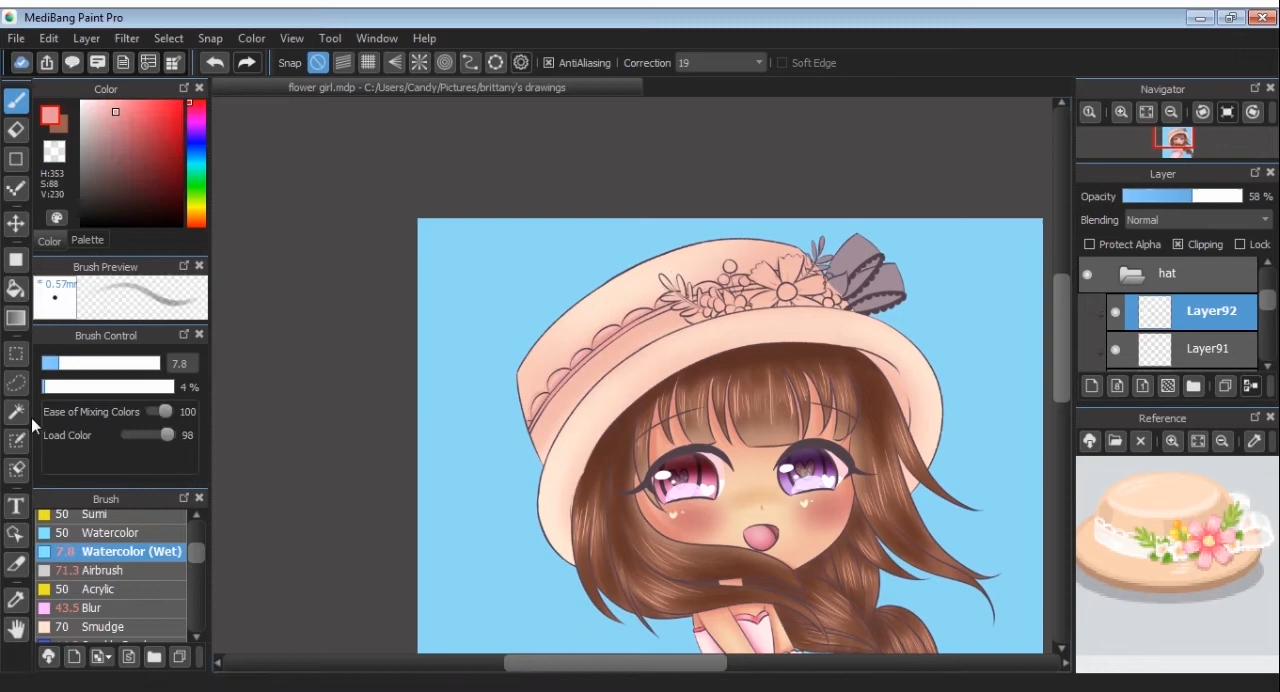 MediBang Paint Pro
File Edit Layer Filter Select Snap Color View Tool Window Help
Snap AntiAliasing Correction 19 Soft Edge
Color
flower girl.mdp - C:/Users/Candy/Pictures/brittany's drawings
Navigator
H:353
S:88
V:230
Color Palette
Brush Preview
* 0.57m
Brush Control
7.8
4 %
Ease of Mixing Colors 100
Load Color 98
Brush
50 Sumi
50 Watercolor
7.8 Watercolor (Wet)
71.3 Airbrush
50 Acrylic
43.5 Blur
70 Smudge
Layer
Opacity 58 %
Blending Normal
Protect Alpha Clipping Lock
hat
Layer92
Layer91
Reference